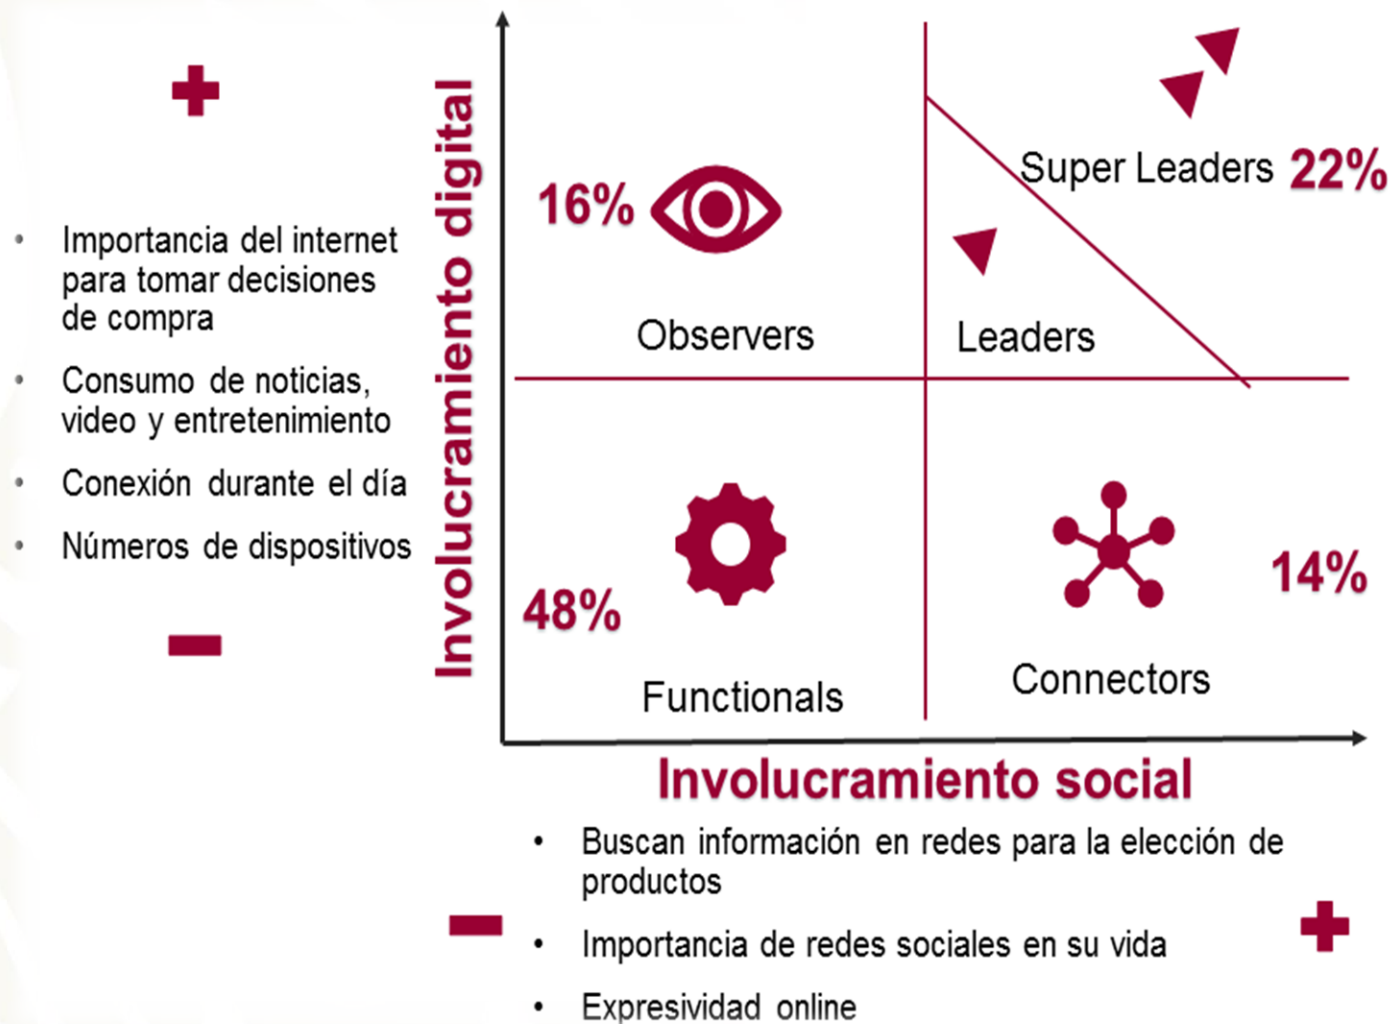 Involucramiento digital
• Importancia del internet
para tomar decisiones
de compra
• Consumo de noticias,
video y entretenimiento
• Conexión durante el día
• Números de dispositivos
16%
Observers
Super Leaders 22%
Leaders
48%
Functionals
14%
Connectors
Involucramiento social
• Buscan información en redes para la elección de
productos
• Importancia de redes sociales en su vida
• Expresividad online